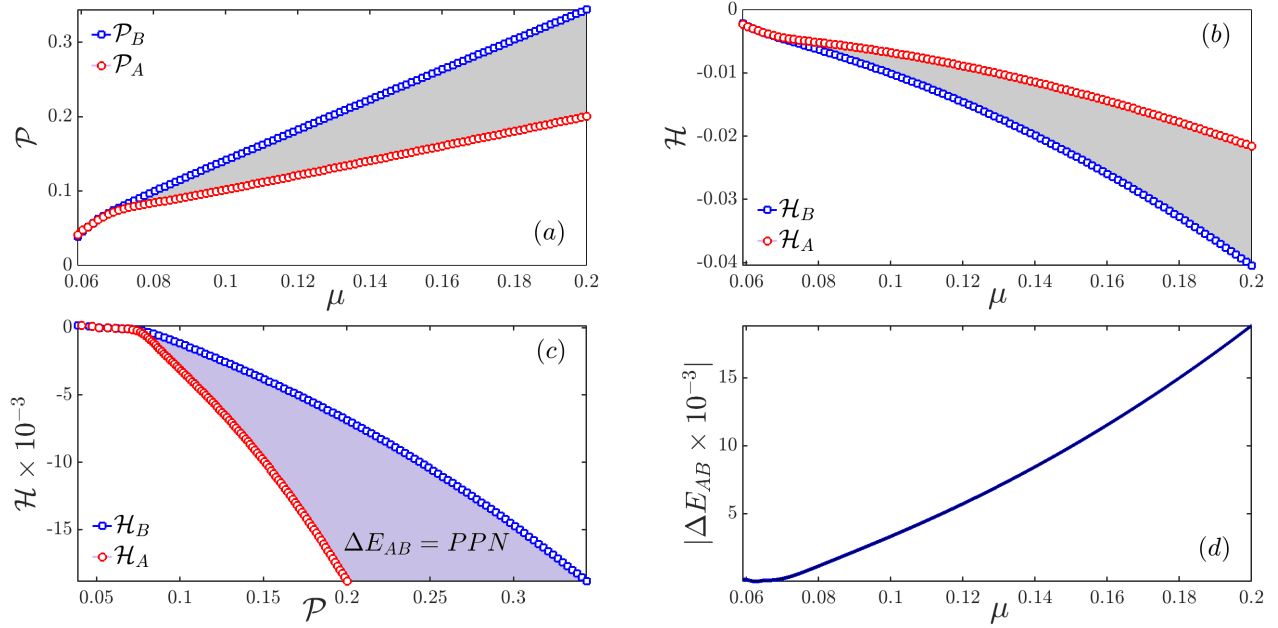 0.3
0.2
0.1
0
𝒫
𝒫_B
𝒫_A
(a)
0.06 0.08 0.1 0.12 0.14 0.16 0.18 0.2
μ
0
-0.01
-0.02
-0.03
-0.04
ℋ
(b)
ℋ_B
ℋ_A
0.06 0.08 0.1 0.12 0.14 0.16 0.18 0.2
μ
0
-5
-10
-15
ℋ × 10^{-3}
(c)
ℋ_B
ℋ_A
ΔE_{AB} = PPN
0.05 0.1 0.15 0.2 0.25 0.3
𝒫
15
10
5
|ΔE_{AB} × 10^{-3}|
(d)
0.06 0.08 0.1 0.12 0.14 0.16 0.18 0.2
μ